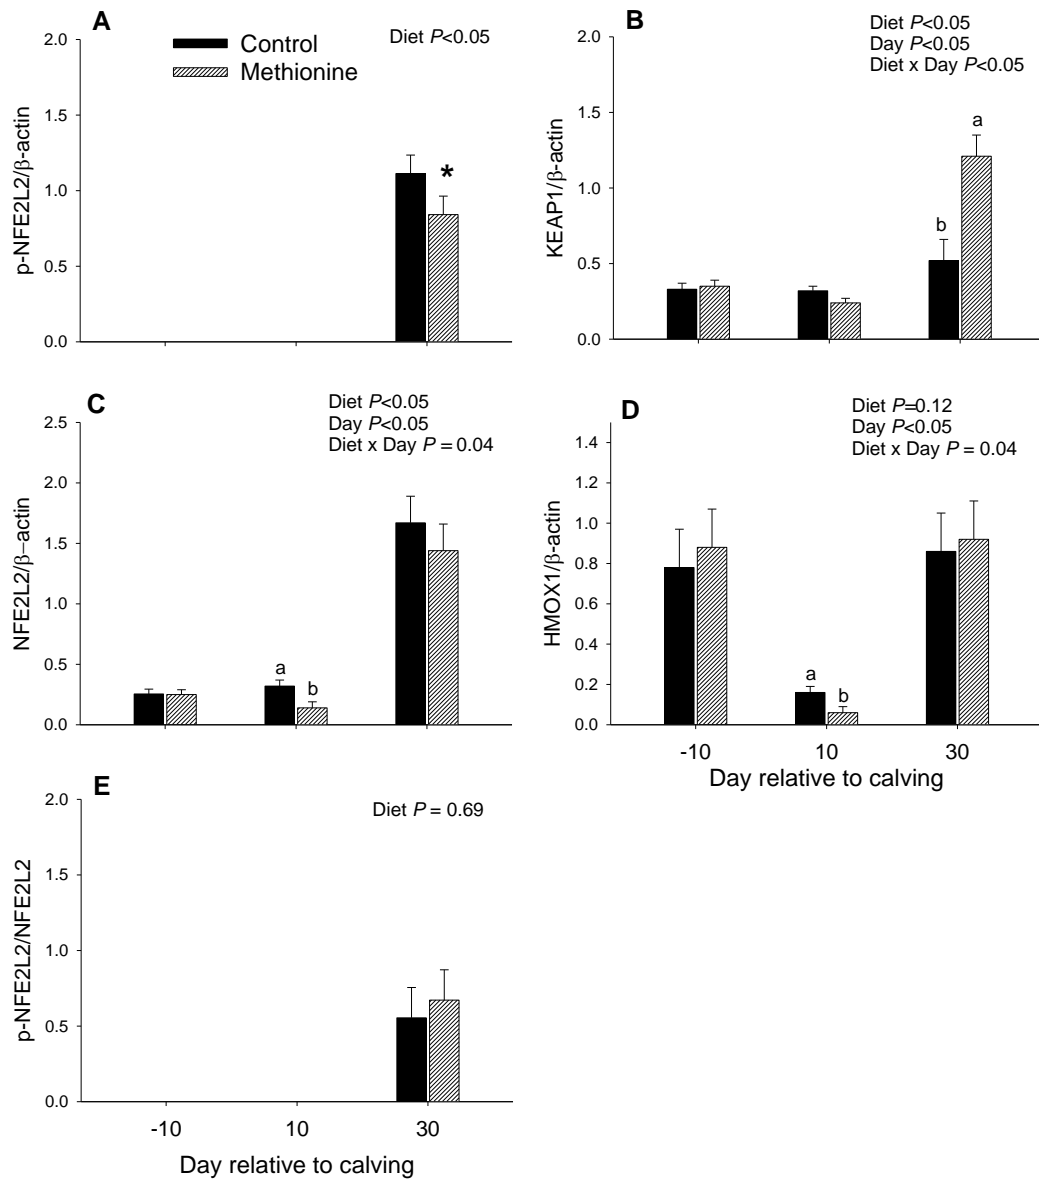 A
Control
Methionine
Diet P<0.05
p-NFE2L2/β-actin
2.0
1.5
1.0
0.5
0.0
*
B
Diet P<0.05
Day P<0.05
Diet x Day P<0.05
KEAP1/β-actin
2.0
1.5
1.0
0.5
0.0
b
a
C
Diet P<0.05
Day P<0.05
Diet x Day P = 0.04
NFE2L2/β−actin
2.5
2.0
1.5
1.0
0.5
0.0
a
b
D
Diet P=0.12
Day P<0.05
Diet x Day P = 0.04
HMOX1/β-actin
1.4
1.2
1.0
0.8
0.6
0.4
0.2
0.0
a
b
-10 10 30
Day relative to calving
E
Diet P = 0.69
p-NFE2L2/NFE2L2
2.0
1.5
1.0
0.5
0.0
-10 10 30
Day relative to calving